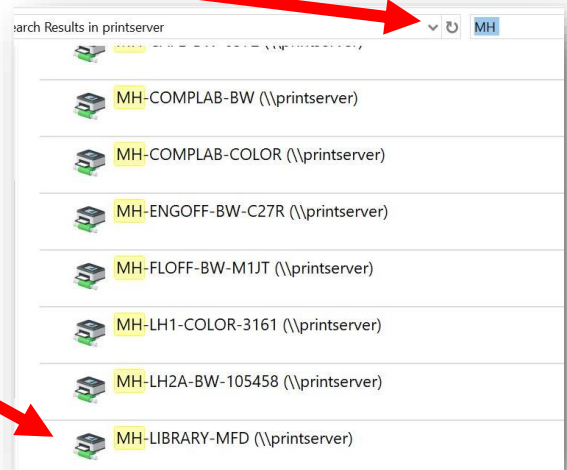 earch Results in printserver
MH
MH-COMPLAB-BW (\\printserver)
MH-COMPLAB-COLOR (\\printserver)
MH-ENGOFF-BW-C27R (\\printserver)
MH-FLOFF-BW-M1JT (\\printserver)
MH-LH1-COLOR-3161 (\\printserver)
MH-LH2A-BW-105458 (\\printserver)
MH-LIBRARY-MFD (\\printserver)